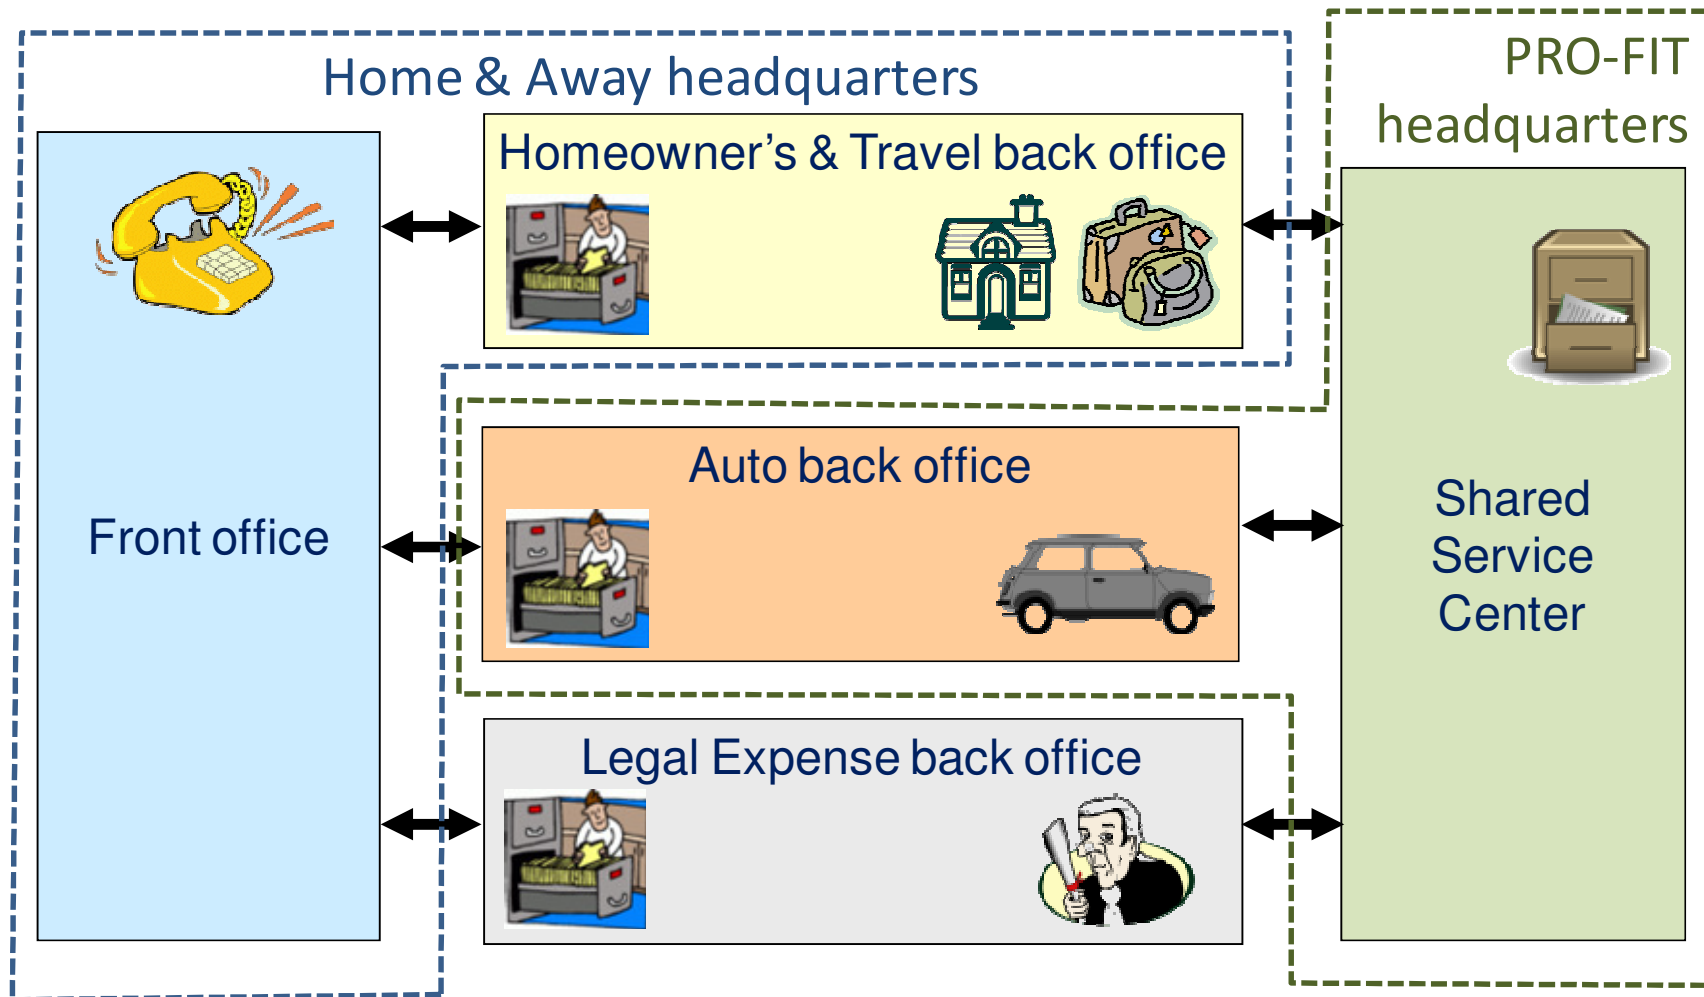 Home & Away headquarters
PRO-FIT
headquarters
Homeowner’s & Travel back office
Auto back office
Front office
Shared
Service
Center
Legal Expense back office